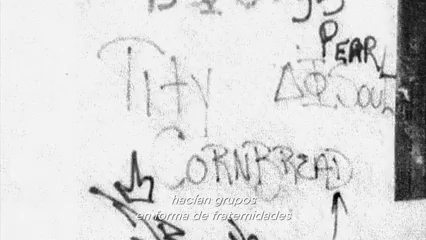 PEARL
Tity
ΔΦ SOUL
CORNBREAD
hacían grupos
en forma de fraternidades